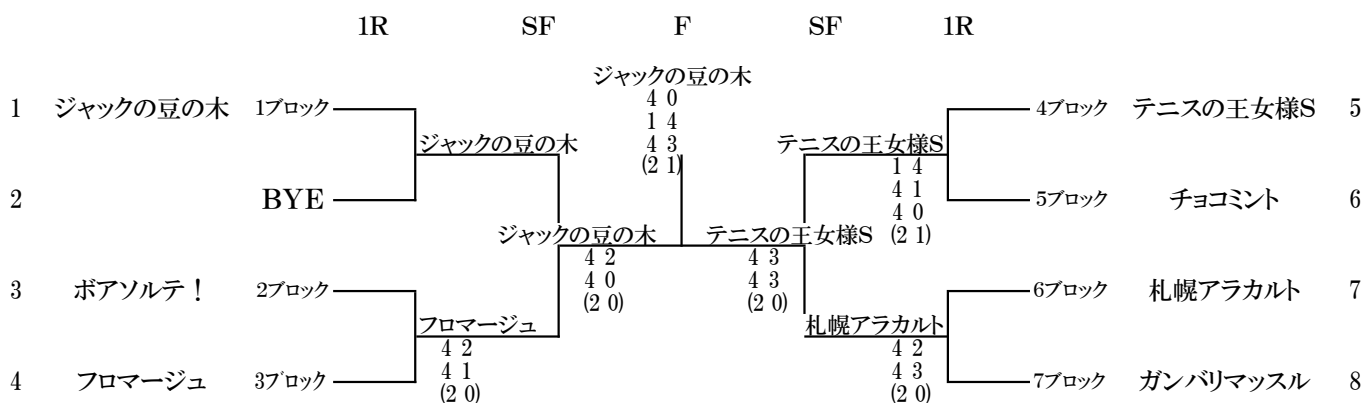 1R SF F SF 1R
ジャックの豆の木
4 0
1 ジャックの豆の木 1ブロック 4ブロック テニスの王女様S 5
1 4
4 3
ジャックの豆の木 テニスの王女様S
(2 1) 1 4
4 1
2 BYE 5ブロック チョコミント 6
4 0
(2 1)
ジャックの豆の木 テニスの王女様S
4 2 4 3
4 0 4 3
3 ボアソルテ！ 2ブロック (2 0) (2 0) 6ブロック 札幌アラカルト 7
フロマージュ 札幌アラカルト
4 2 4 2
4 1 4 3
4 フロマージュ 3ブロック 7ブロック ガンバリマッスル 8
(2 0) (2 0)